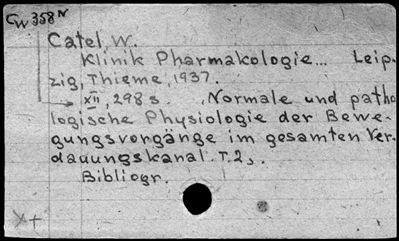 CW 358 N
Catel, W.
Klinik Pharmakologie... Leip-
zig, Thieme, 1937.
XII, 298 s. "Normale und patho
logische Physiologie der Bewe-
gungsvorgänge im gesamten Ver-
dauungskanal. T. 2".
Bibliogr.